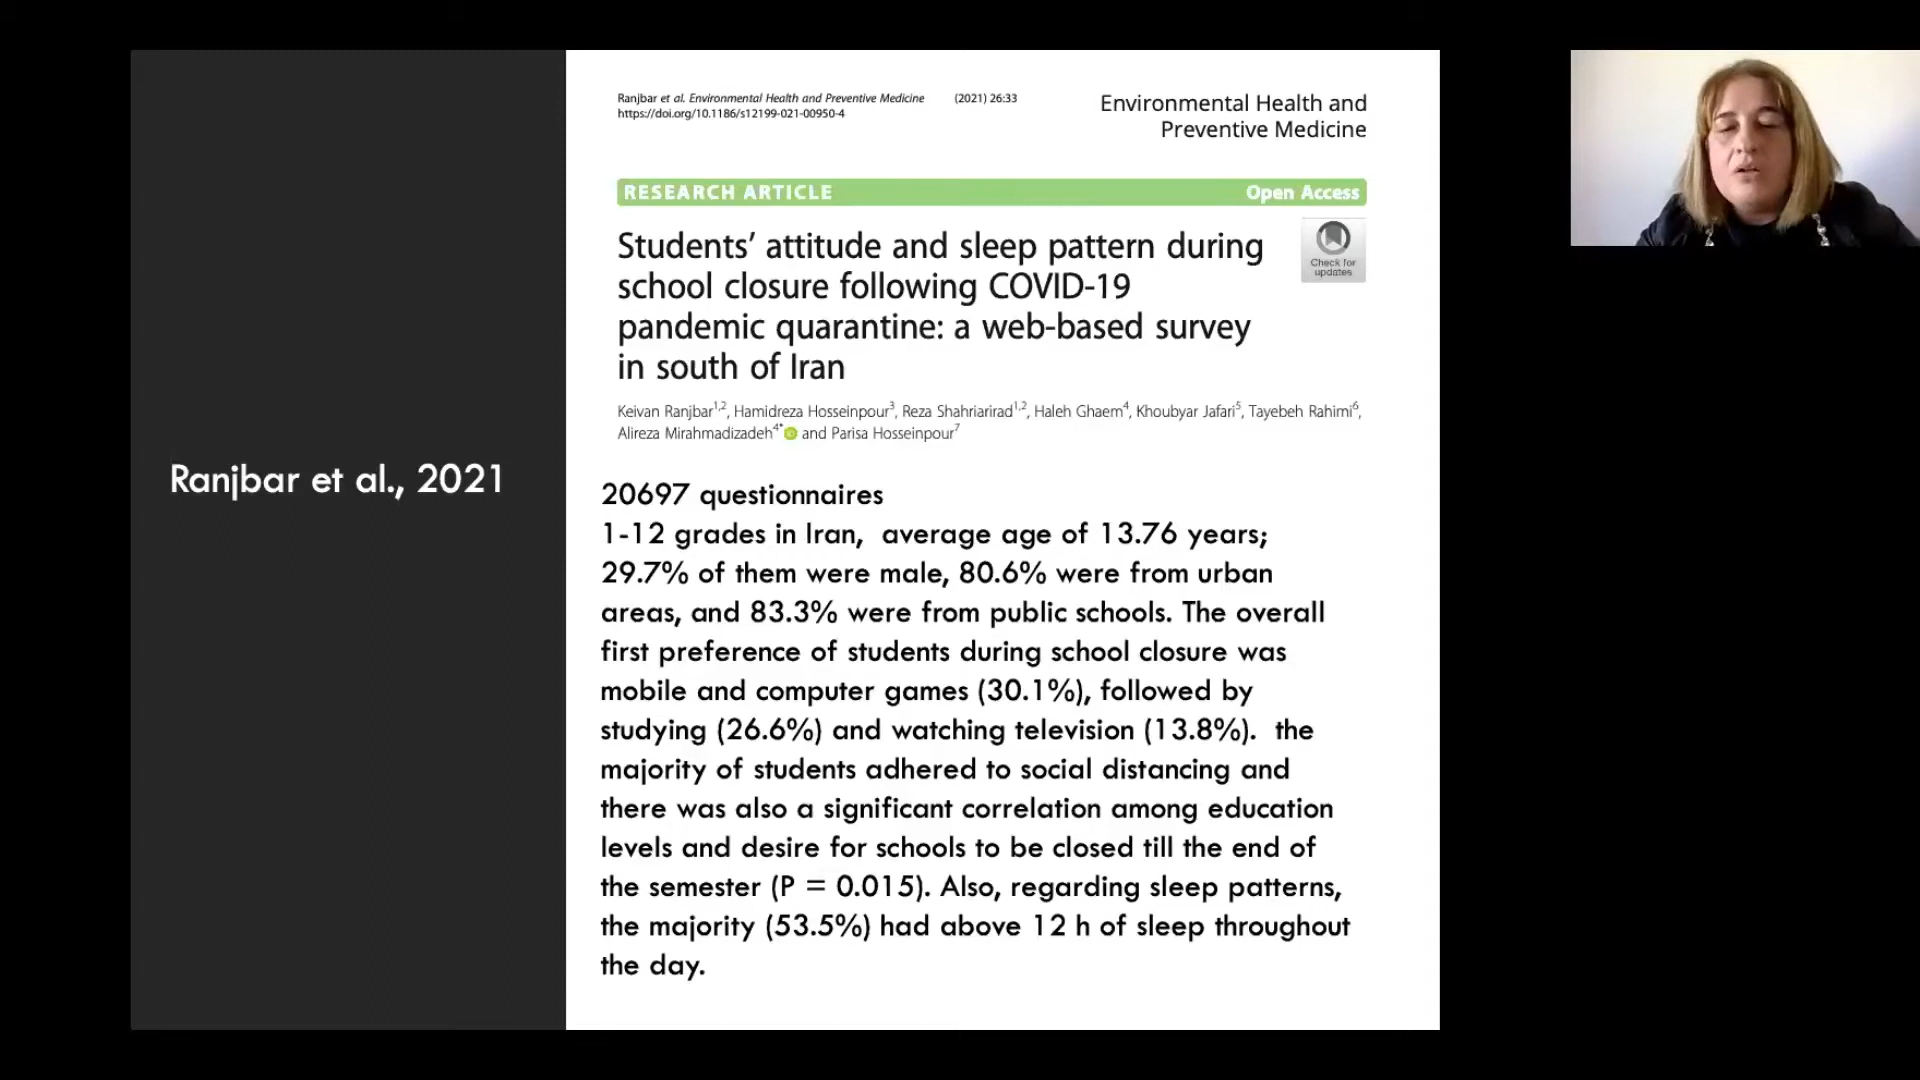 Ranjbar et al., 2021
Ranjbar et al. Environmental Health and Preventive Medicine (2021) 26:33
https://doi.org/10.1186/s12199-021-00950-4
Environmental Health and
Preventive Medicine
RESEARCH ARTICLE Open Access
Students’ attitude and sleep pattern during
school closure following COVID-19
pandemic quarantine: a web-based survey
in south of Iran
Check for
updates
Keivan Ranjbar1,2, Hamidreza Hosseinpour3, Reza Shahriarirad1,2, Haleh Ghaem4, Khoubyar Jafari5, Tayebeh Rahimi6,
Alireza Mirahmadizadeh4* and Parisa Hosseinpour7
20697 questionnaires
1-12 grades in Iran, average age of 13.76 years;
29.7% of them were male, 80.6% were from urban
areas, and 83.3% were from public schools. The overall
first preference of students during school closure was
mobile and computer games (30.1%), followed by
studying (26.6%) and watching television (13.8%). the
majority of students adhered to social distancing and
there was also a significant correlation among education
levels and desire for schools to be closed till the end of
the semester (P = 0.015). Also, regarding sleep patterns,
the majority (53.5%) had above 12 h of sleep throughout
the day.